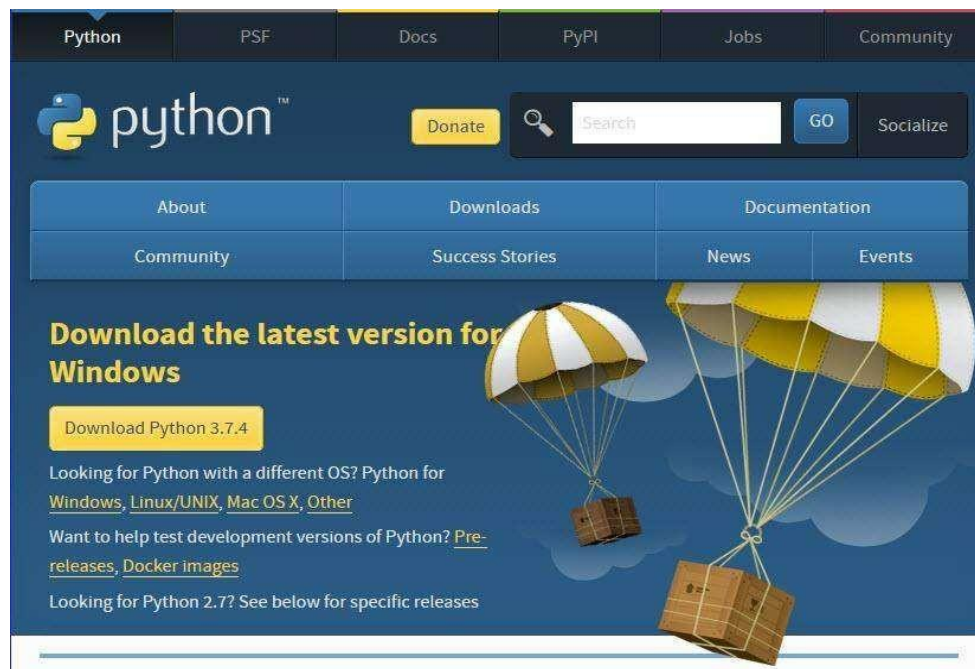 Python PSF Docs PyPI Jobs Community
python™ Donate Search GO Socialize
About Downloads Documentation
Community Success Stories News Events
Download the latest version for
Windows
Download Python 3.7.4
Looking for Python with a different OS? Python for
Windows, Linux/UNIX, Mac OS X, Other
Want to help test development versions of Python? Pre-
releases, Docker images
Looking for Python 2.7? See below for specific releases